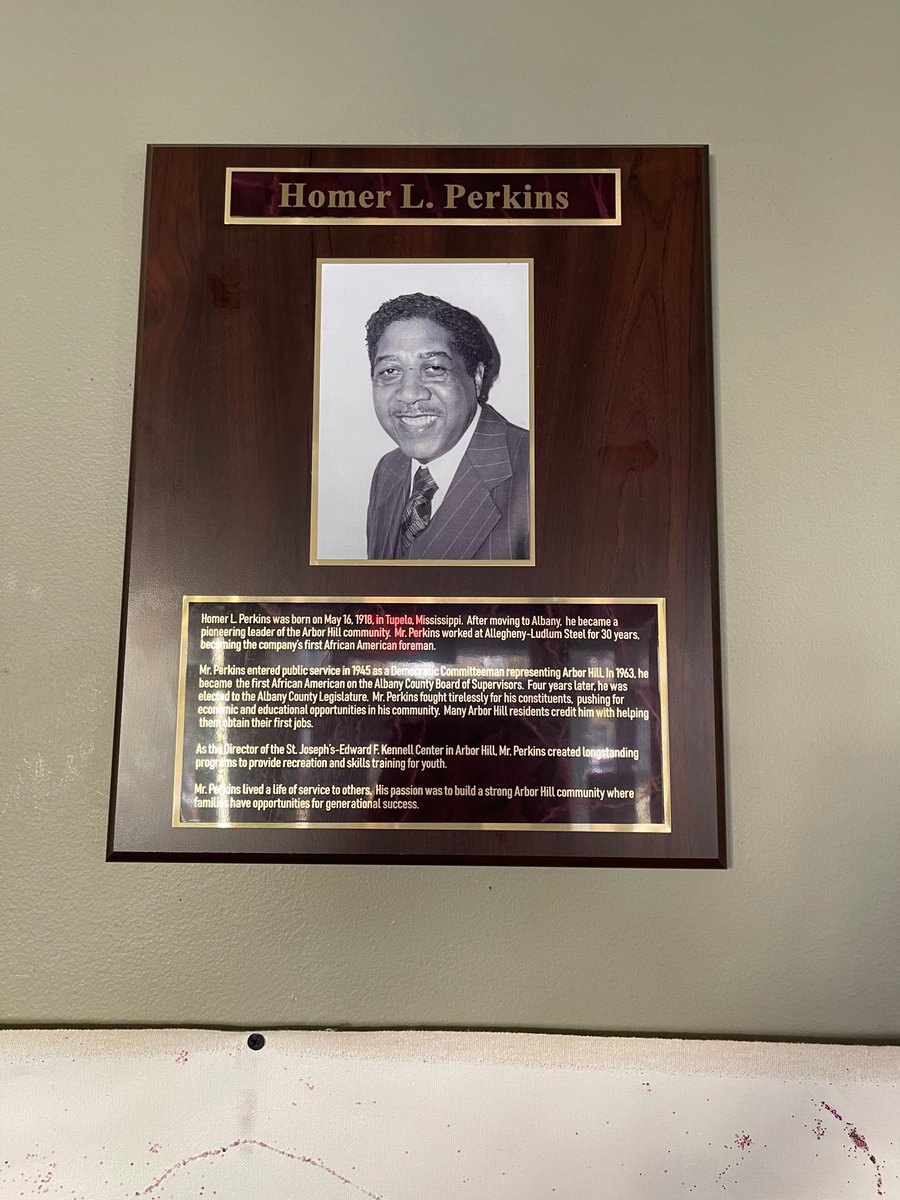 Homer L. Perkins
Homer L. Perkins was born on May 16, 1918, in Tupelo, Mississippi. After moving to Albany, he became a
pioneering leader of the Arbor Hill community. Mr. Perkins worked at Allegheny-Ludlum Steel for 30 years,
becoming the company's first African American foreman.
Mr. Perkins entered public service in 1945 as a Democratic Committeeman representing Arbor Hill. In 1963, he
became the first African American on the Albany County Board of Supervisors. Four years later, he was
elected to the Albany County Legislature. Mr. Perkins fought tirelessly for his constituents, pushing for
economic and educational opportunities in his community. Many Arbor Hill residents credit him with helping
them obtain their first jobs.
As the Director of the St. Joseph's-Edward F. Kennell Center in Arbor Hill, Mr. Perkins created longstanding
programs to provide recreation and skills training for youth.
Mr. Perkins lived a life of service to others. His passion was to build a strong Arbor Hill community where
families have opportunities for generational success.